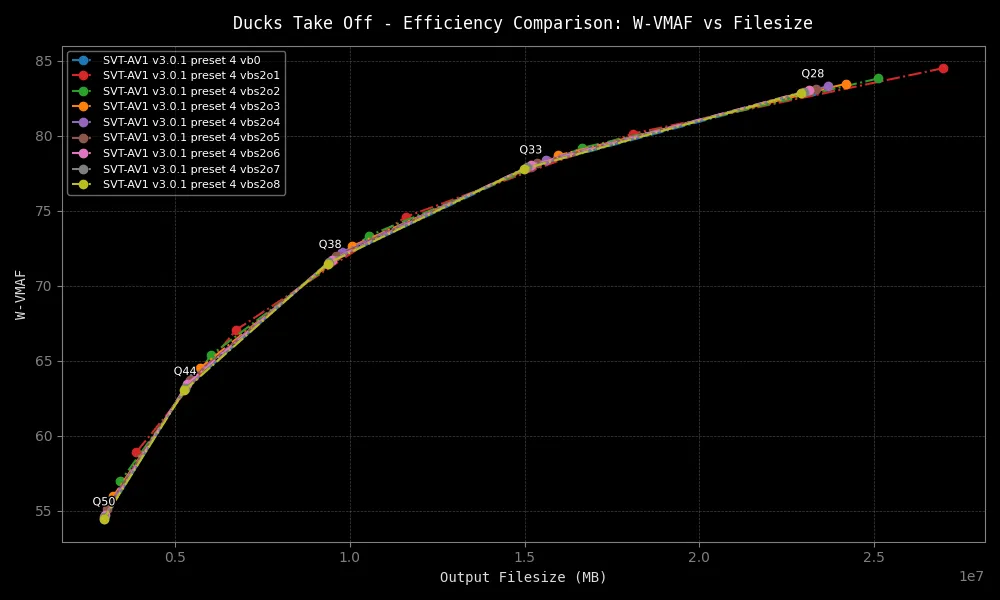 Ducks Take Off - Efficiency Comparison: W-VMAF vs Filesize
SVT-AV1 v3.0.1 preset 4 vb0
SVT-AV1 v3.0.1 preset 4 vbs2o1
SVT-AV1 v3.0.1 preset 4 vbs2o2
SVT-AV1 v3.0.1 preset 4 vbs2o3
SVT-AV1 v3.0.1 preset 4 vbs2o4
SVT-AV1 v3.0.1 preset 4 vbs2o5
SVT-AV1 v3.0.1 preset 4 vbs2o6
SVT-AV1 v3.0.1 preset 4 vbs2o7
SVT-AV1 v3.0.1 preset 4 vbs2o8
85
80
75
70
65
60
55
W-VMAF
Q28
Q33
Q38
Q44
Q50
0.5 1.0 1.5 2.0 2.5
1e7
Output Filesize (MB)